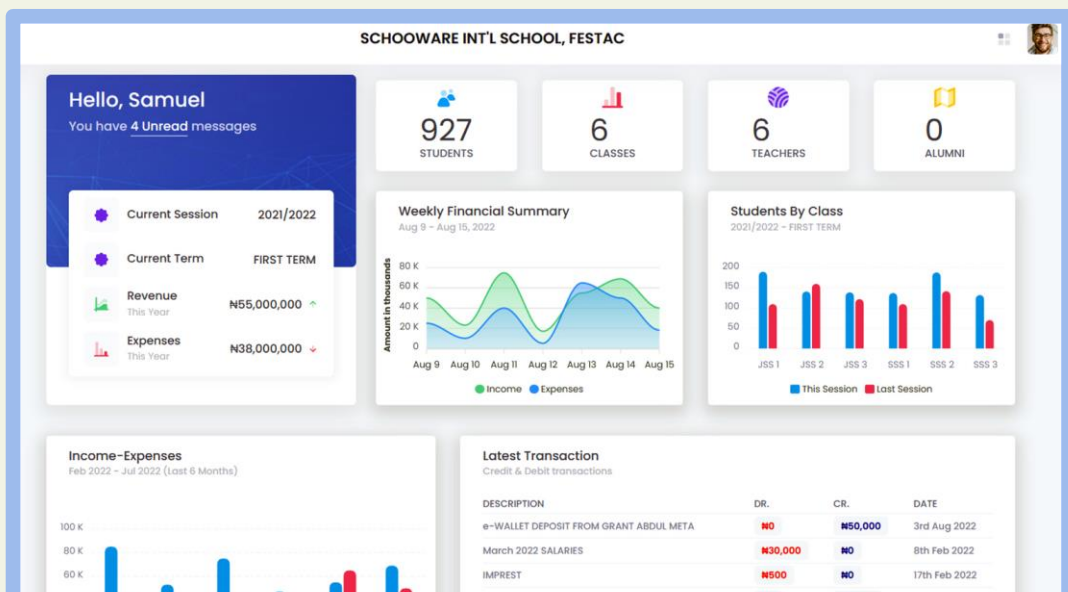 SCHOOWARE INT'L SCHOOL, FESTAC
Hello, Samuel
You have 4 Unread messages
Current Session 2021/2022
Current Term FIRST TERM
Revenue
This Year
₦55,000,000
Expenses
This Year
₦38,000,000
927
STUDENTS
6
CLASSES
6
TEACHERS
0
ALUMNI
Weekly Financial Summary
Aug 9 - Aug 15, 2022
Amount in thousands
80 K
60 K
40 K
20 K
0
Aug 9 Aug 10 Aug 11 Aug 12 Aug 13 Aug 14 Aug 15
Income Expenses
Students By Class
2021/2022 - FIRST TERM
200
150
100
50
0
JSS 1 JSS 2 JSS 3 SSS 1 SSS 2 SSS 3
This Session Last Session
Income-Expenses
Feb 2022 - Jul 2022 (Last 6 Months)
100 K
80 K
60 K
Latest Transaction
Credit & Debit transactions
DESCRIPTION DR. CR. DATE
e-WALLET DEPOSIT FROM GRANT ABDUL META ₦0 ₦50,000 3rd Aug 2022
March 2022 SALARIES ₦30,000 ₦0 8th Feb 2022
IMPREST ₦500 ₦0 17th Feb 2022